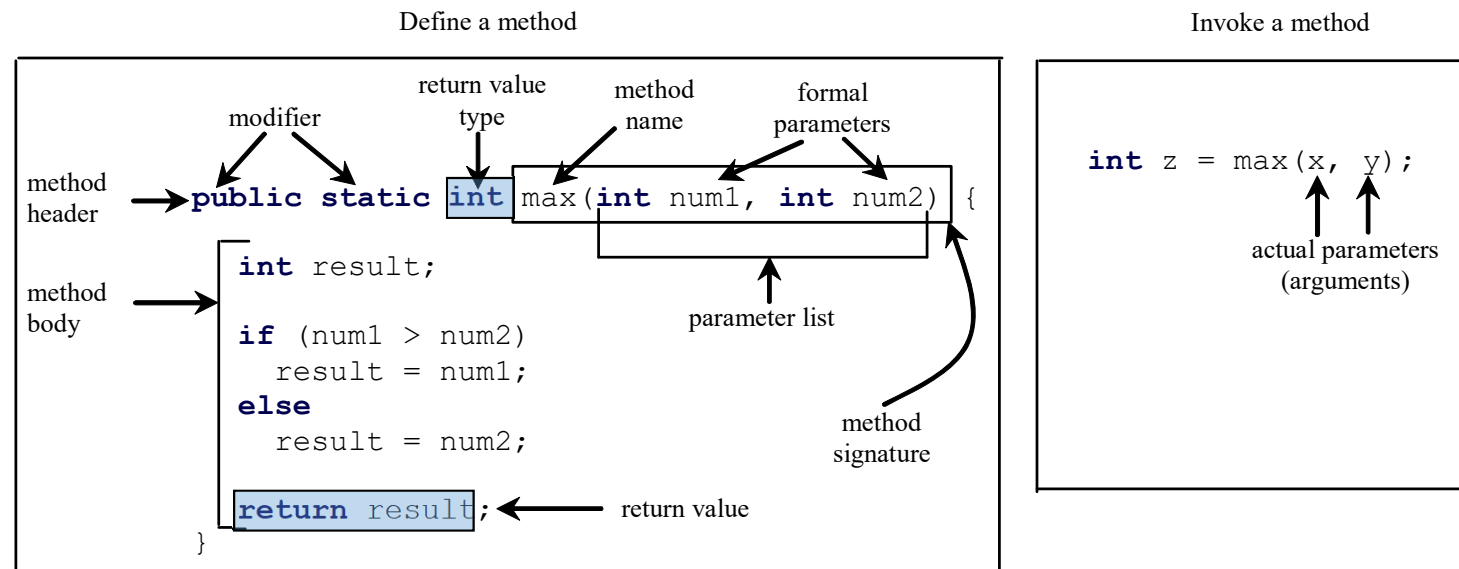 Define a method
Invoke a method
return value
type
method
name
formal
parameters
modifier
method
header
public static int max(int num1, int num2) {
int result;
method
body
parameter list
if (num1 > num2)
result = num1;
else
result = num2;
method
signature
return result;
return value
}
int z = max(x, y);
actual parameters
(arguments)